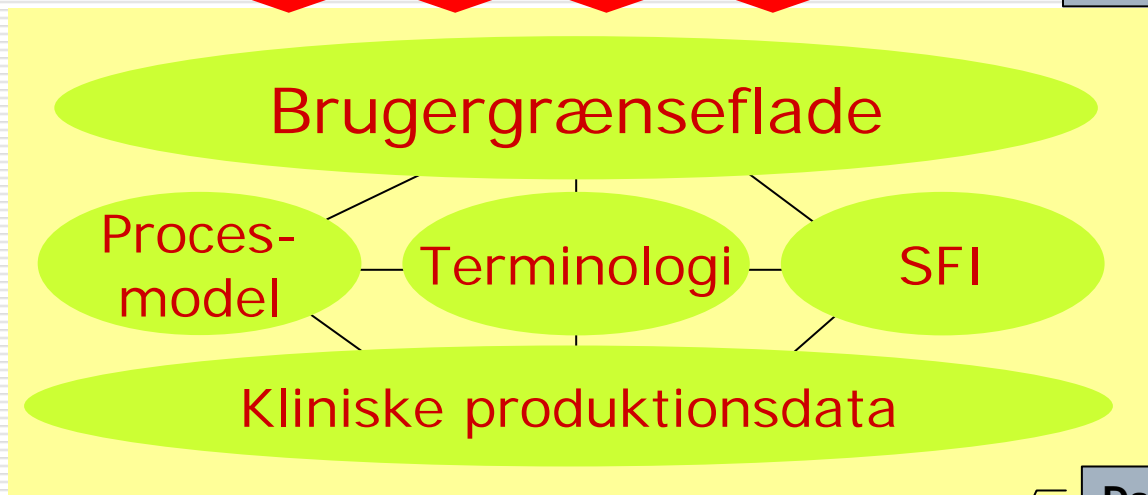 Brugergrænseflade
Proces-
model
Terminologi
SFI
Kliniske produktionsdata